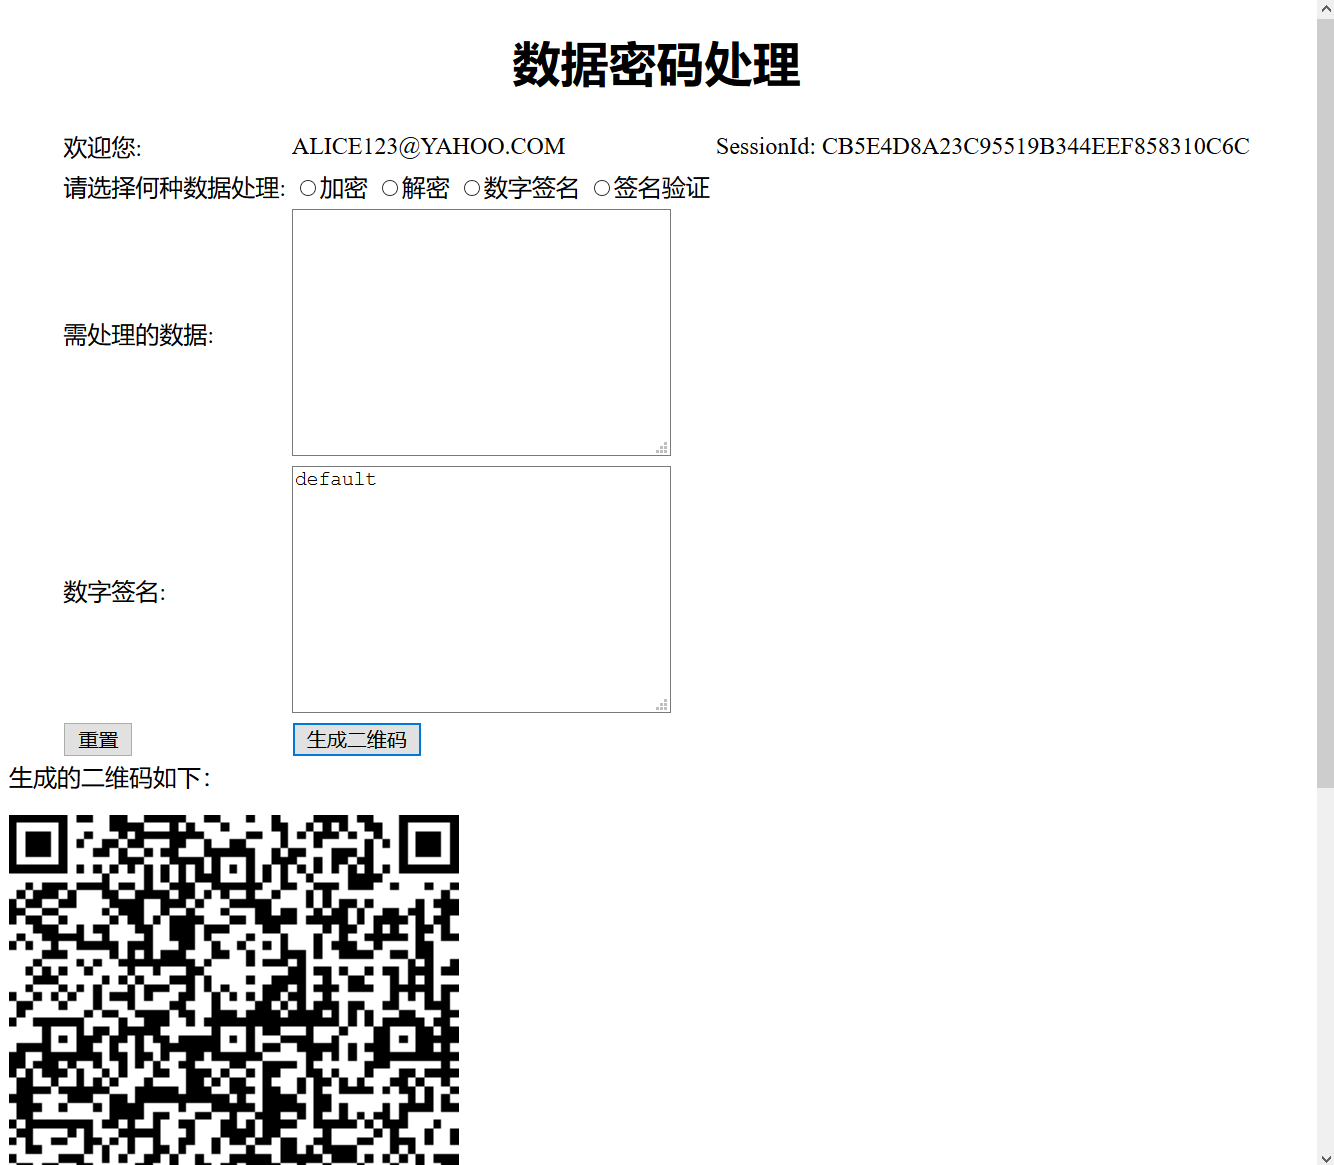 数据密码处理
欢迎您: ALICE123@YAHOO.COM SessionId: CB5E4D8A23C95519B344EEF858310C6C
请选择何种数据处理: 加密 解密 数字签名 签名验证
需处理的数据:
default
数字签名:
重置 生成二维码
生成的二维码如下: